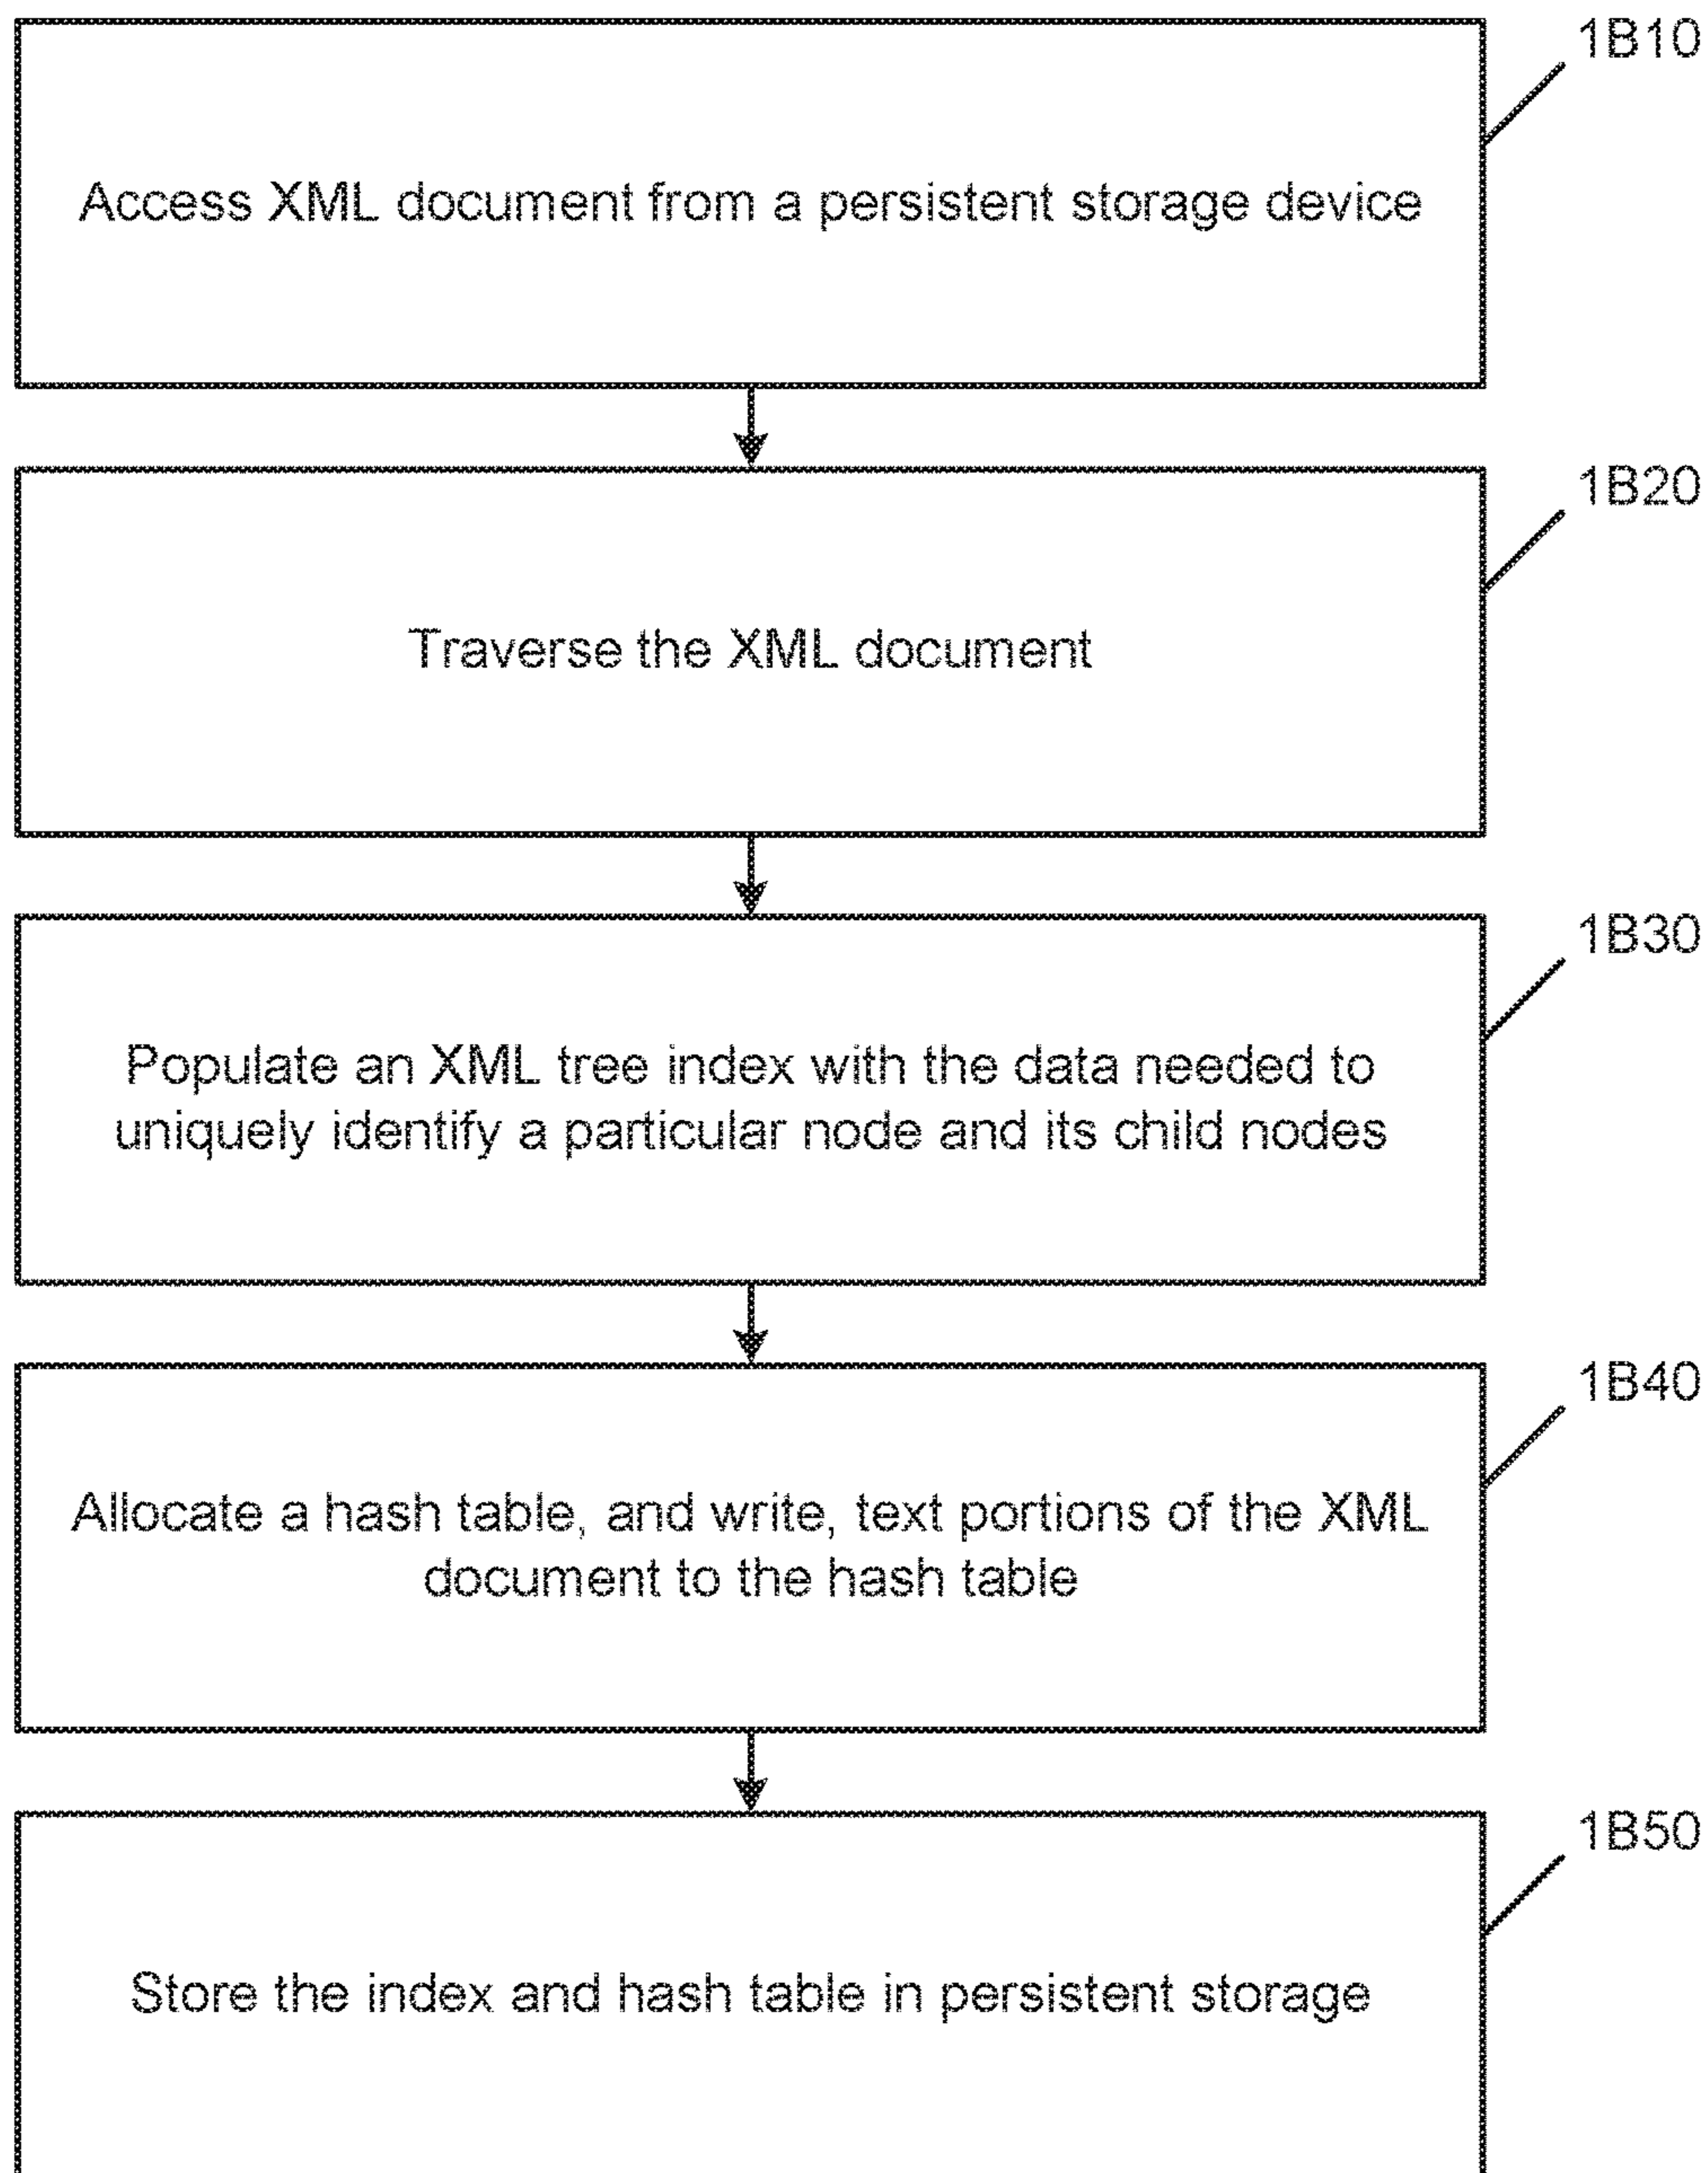 1B10
Access XML document from a persistent storage device
1B20
Traverse the XML document
1B30
Populate an XML tree index with the data needed to
uniquely identify a particular node and its child nodes
1B40
Allocate a hash table, and write, text portions of the XML
document to the hash table
1B50
Store the index and hash table in persistent storage